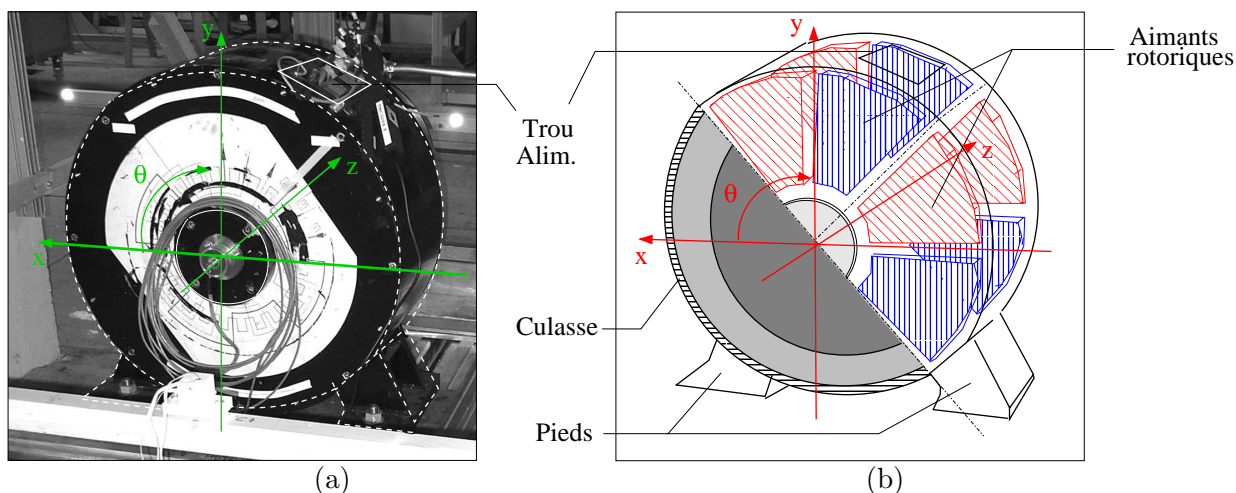 y
z
θ
x
Trou
Alim.
Culasse
Pieds
(a)
y
z
θ
x
Aimants
rotoriques
(b)